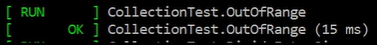 [ RUN      ] CollectionTest.OutOfRange
[       OK ] CollectionTest.OutOfRange (15 ms)